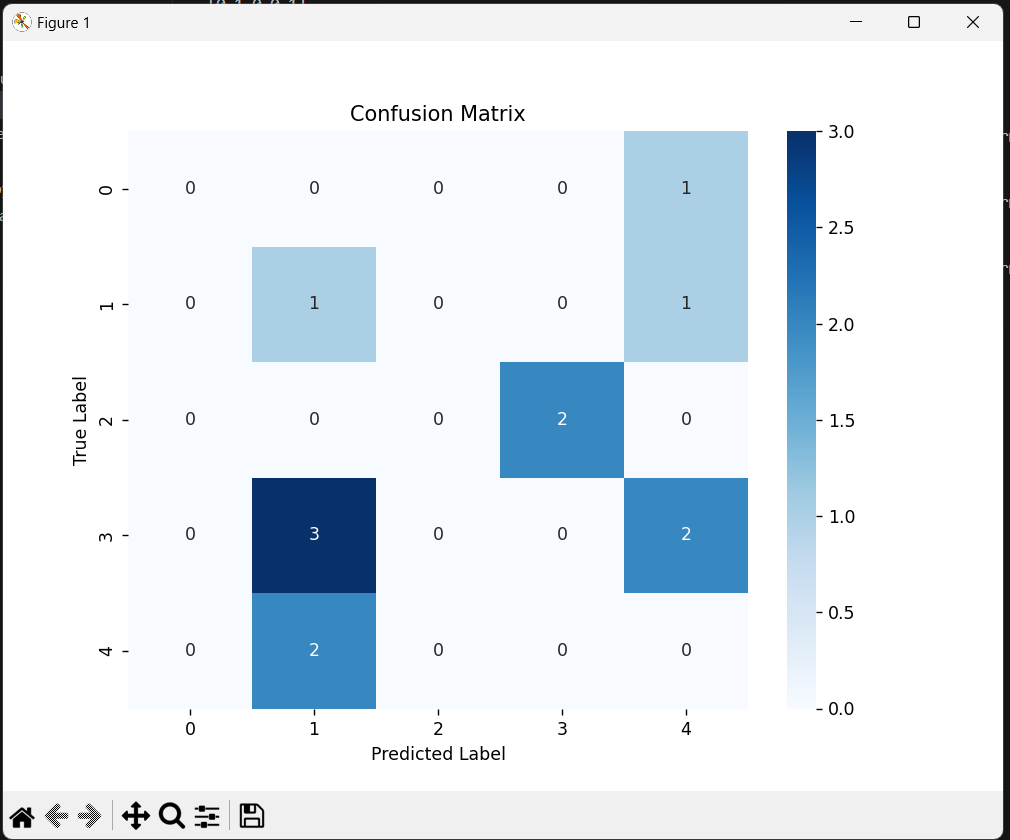 Figure 1
Confusion Matrix
0 0 0 0 0 1
1 0 1 0 0 1
2 0 0 0 2 0
3 0 3 0 0 2
4 0 2 0 0 0
0 1 2 3 4
True Label
Predicted Label
3.0
2.5
2.0
1.5
1.0
0.5
0.0